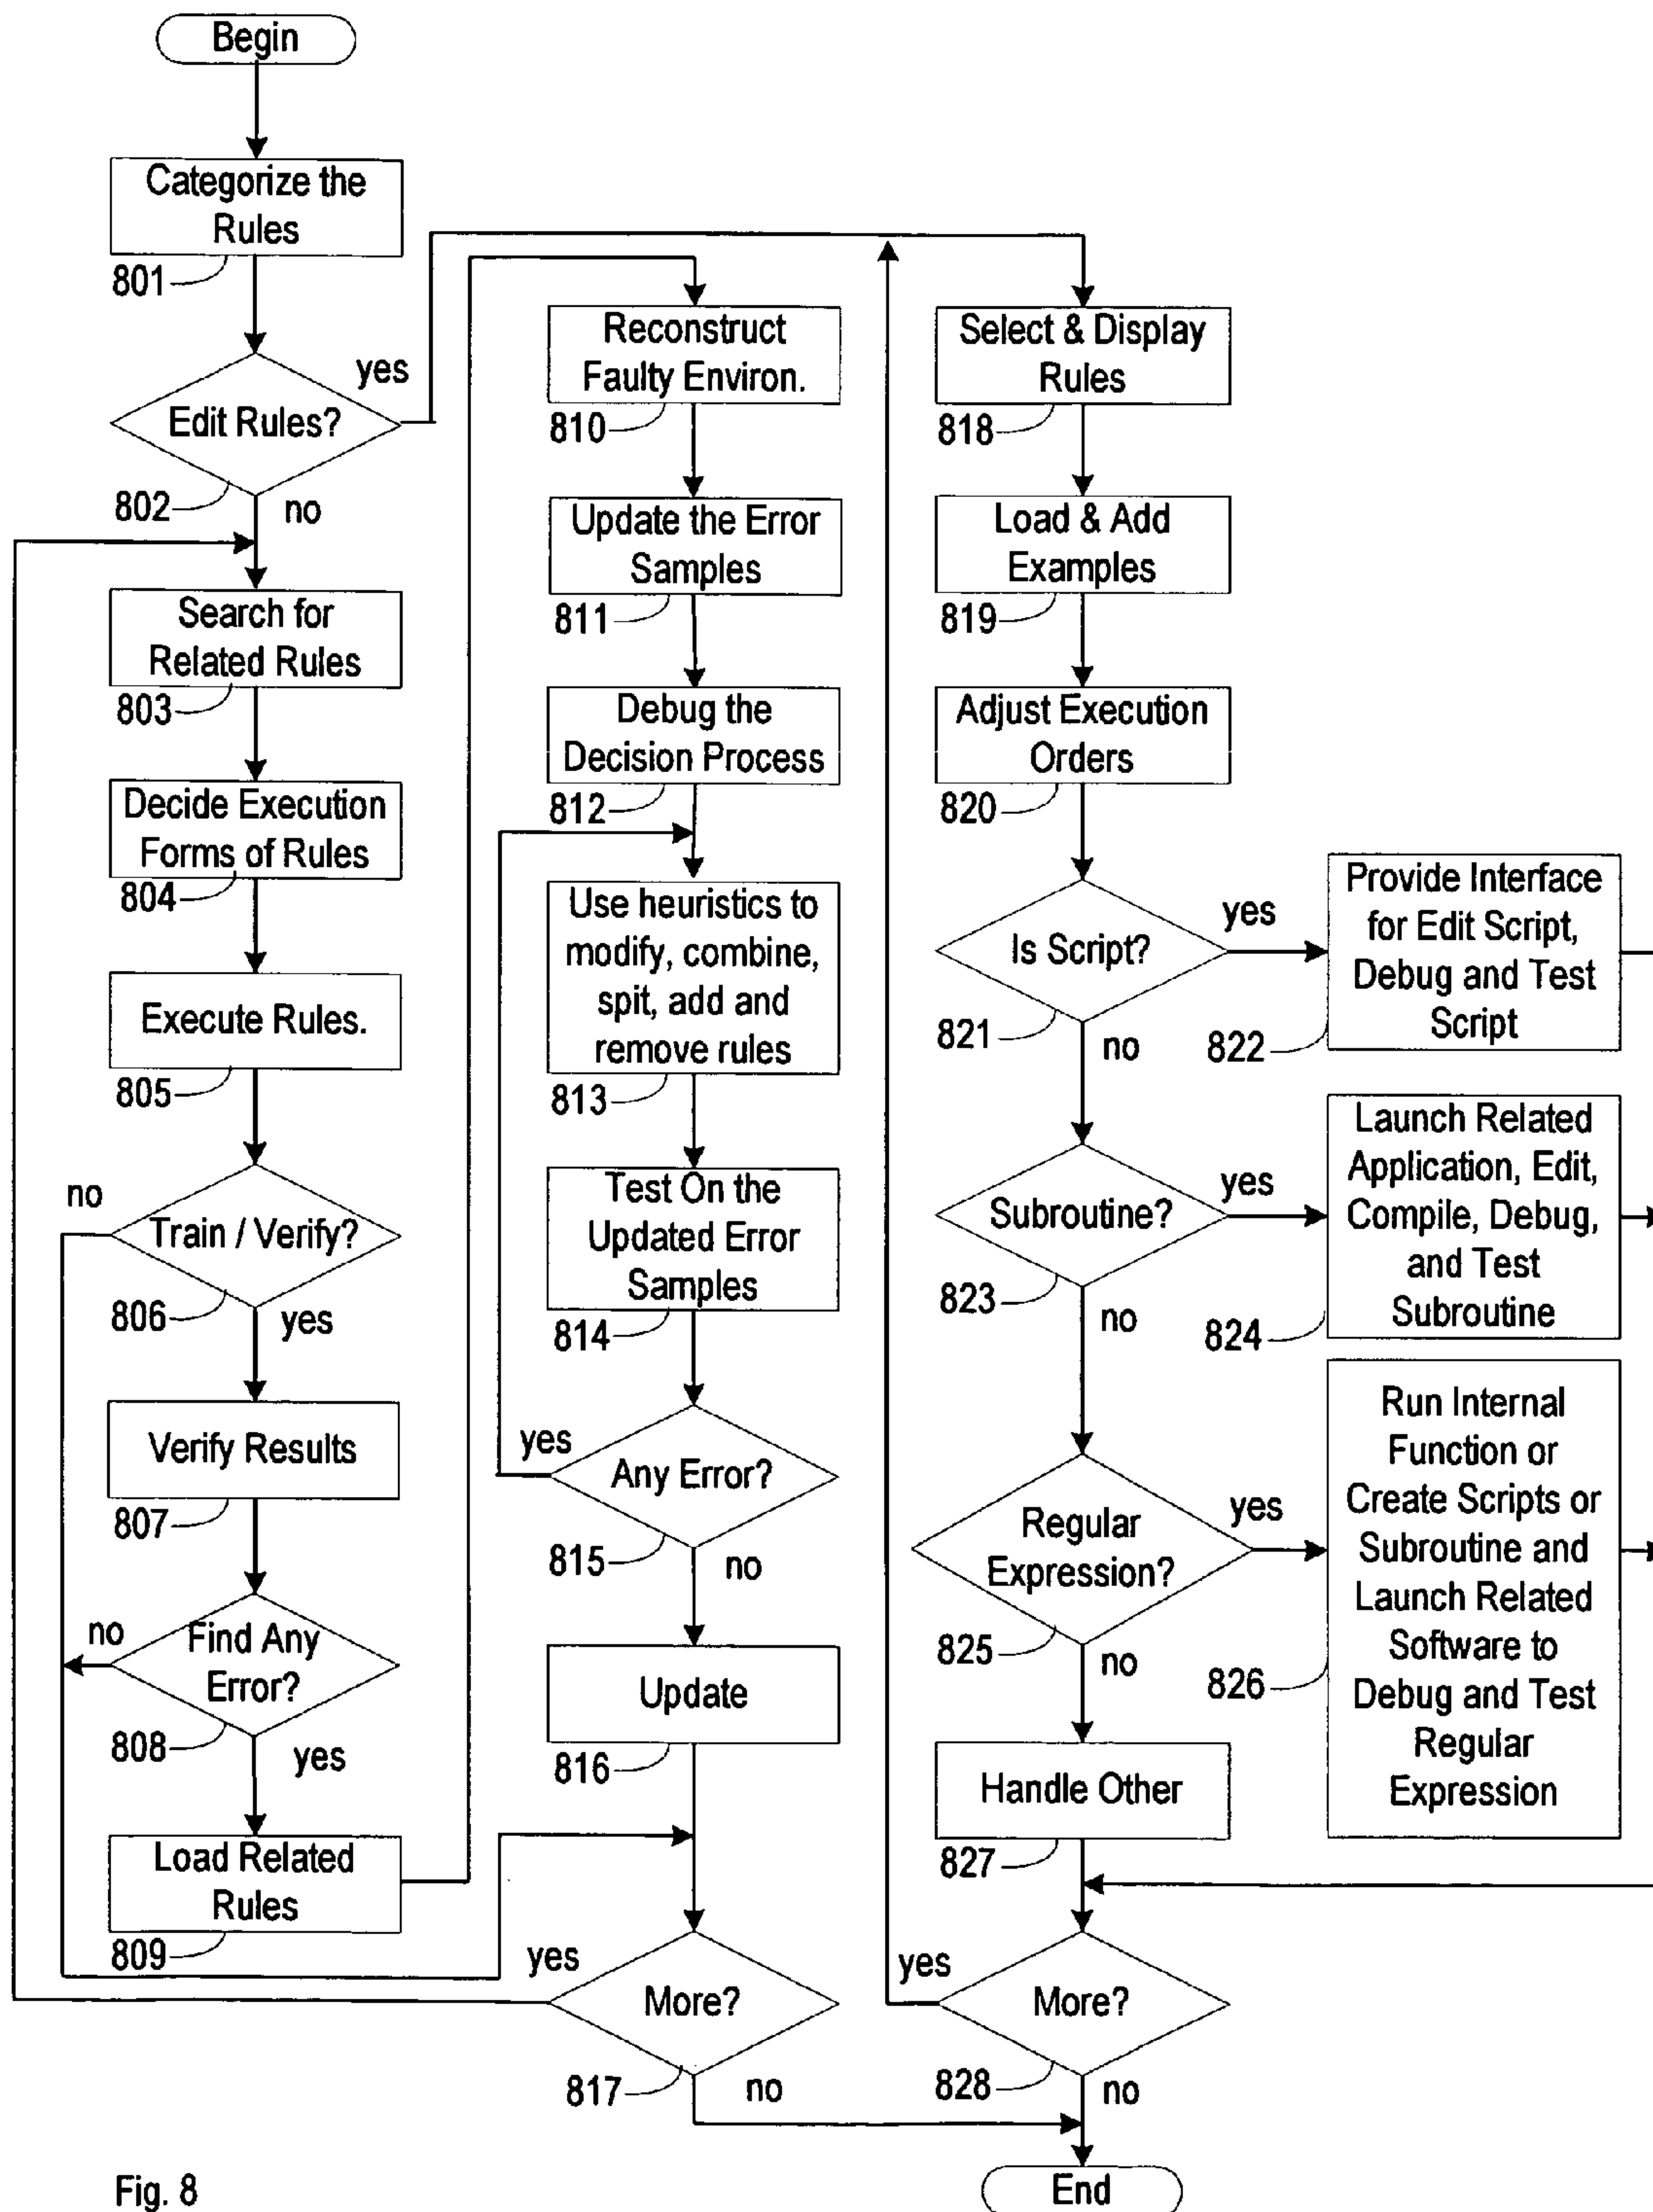 Begin
Categorize the
Rules
801
yes
Edit Rules?
802
no
Search for
Related Rules
803
Decide Execution
Forms of Rules
804
Execute Rules.
805
no
Train / Verify?
806
yes
Verify Results
807
no
Find Any
Error?
808
yes
Load Related
Rules
809
Reconstruct
Faulty Environ.
810
Update the Error
Samples
811
Debug the
Decision Process
812
Use heuristics to
modify, combine,
spit, add and
remove rules
813
Test On the
Updated Error
Samples
814
yes
Any Error?
815
no
Update
816
yes
More?
817
no
Select & Display
Rules
818
Load & Add
Examples
819
Adjust Execution
Orders
820
Is Script?
yes
821
no
Provide Interface
for Edit Script,
Debug and Test
Script
822
Subroutine?
yes
823
no
Launch Related
Application, Edit,
Compile, Debug,
and Test
Subroutine
824
Regular
Expression?
yes
825
no
Run Internal
Function or
Create Scripts or
Subroutine and
Launch Related
Software to
Debug and Test
Regular
Expression
826
Handle Other
827
yes
More?
828
no
End
Fig. 8